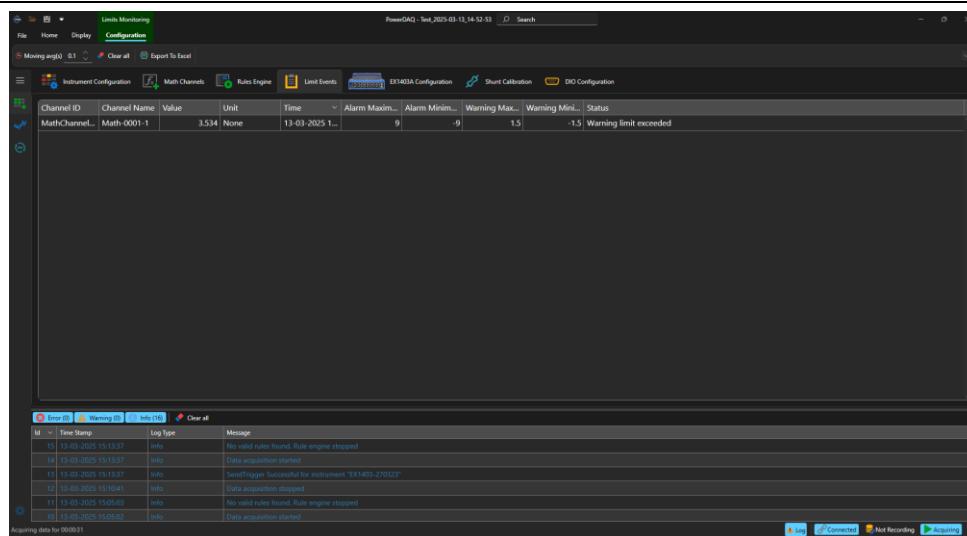 Limits Monitoring
PowerDAQ - Test_2025-03-13_14-52-53
Search
File Home Display Configuration
Moving avg(s) 0.1 Clear all Export To Excel
Instrument Configuration Math Channels Rules Engine Limit Events EX1403A Configuration Shunt Calibration DIO Configuration
Channel ID Channel Name Value Unit Time Alarm Maxim... Alarm Minim... Warning Max... Warning Mini... Status
MathChannel... Math-0001-1 3.534 None 13-03-2025 1... 9 -9 1.5 -1.5 Warning limit exceeded
Error (0) Warning (0) Info (16) Clear all
Id Time Stamp Log Type Message
15 13-03-2025 15:13:37 Info No valid rules found. Rule engine stopped
14 13-03-2025 15:13:37 Info Data acquisition started
13 13-03-2025 15:13:37 Info SendTrigger Successful for instrument "EX1403-270323"
12 13-03-2025 15:10:41 Info Data acquisition stopped
11 13-03-2025 15:05:03 Info No valid rules found. Rule engine stopped
10 13-03-2025 15:05:02 Info Data acquisition started
Acquiring data for 00:00:31 Log Connected Not Recording Acquiring